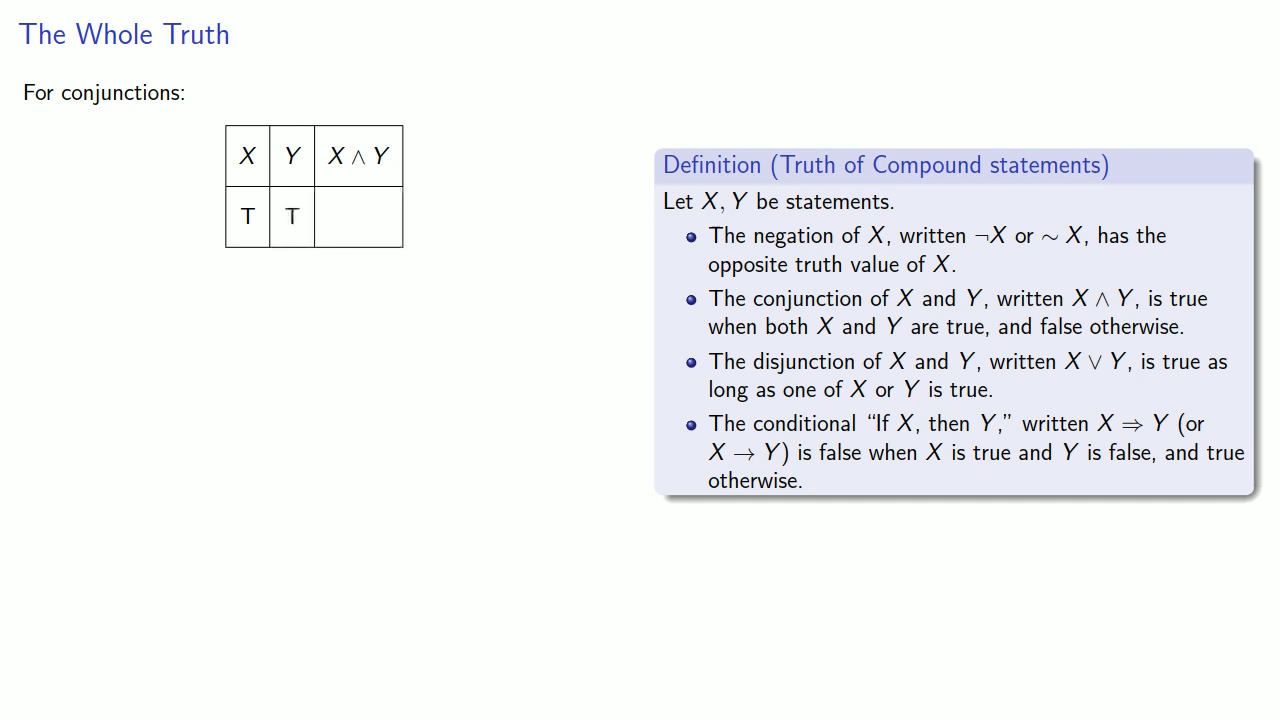 The Whole Truth
For conjunctions:
X Y X ∧ Y
T T
Definition (Truth of Compound statements)
Let X, Y be statements.
The negation of X, written ¬X or ∼ X, has the
opposite truth value of X.
The conjunction of X and Y, written X ∧ Y, is true
when both X and Y are true, and false otherwise.
The disjunction of X and Y, written X ∨ Y, is true as
long as one of X or Y is true.
The conditional “If X, then Y,” written X ⇒ Y (or
X → Y) is false when X is true and Y is false, and true
otherwise.